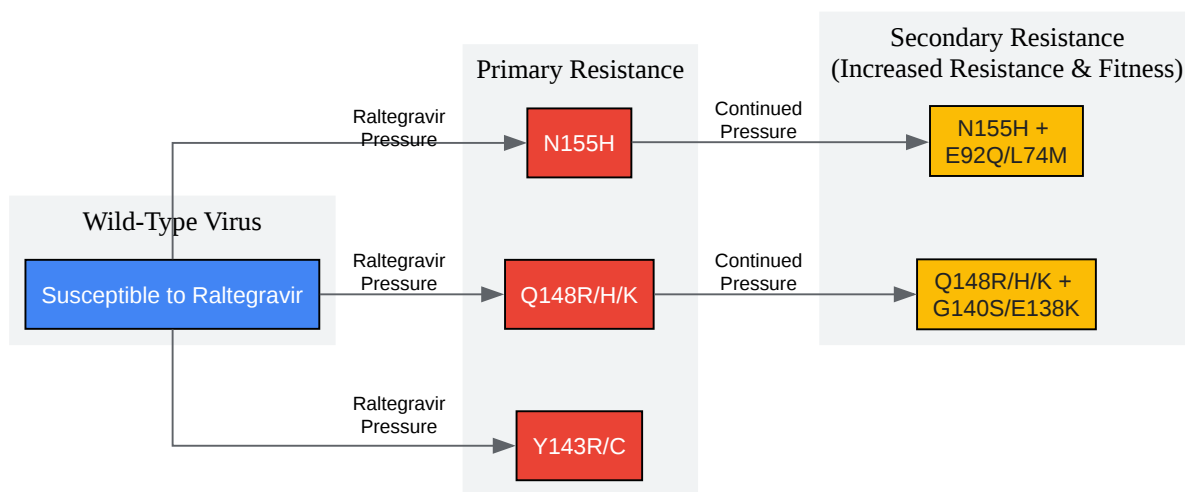 Secondary Resistance
(Increased Resistance & Fitness)
Primary Resistance
Wild-Type Virus
Susceptible to Raltegravir
Raltegravir
Pressure
N155H
Continued
Pressure
N155H +
E92Q/L74M
Raltegravir
Pressure
Q148R/H/K
Continued
Pressure
Q148R/H/K +
G140S/E138K
Raltegravir
Pressure
Y143R/C